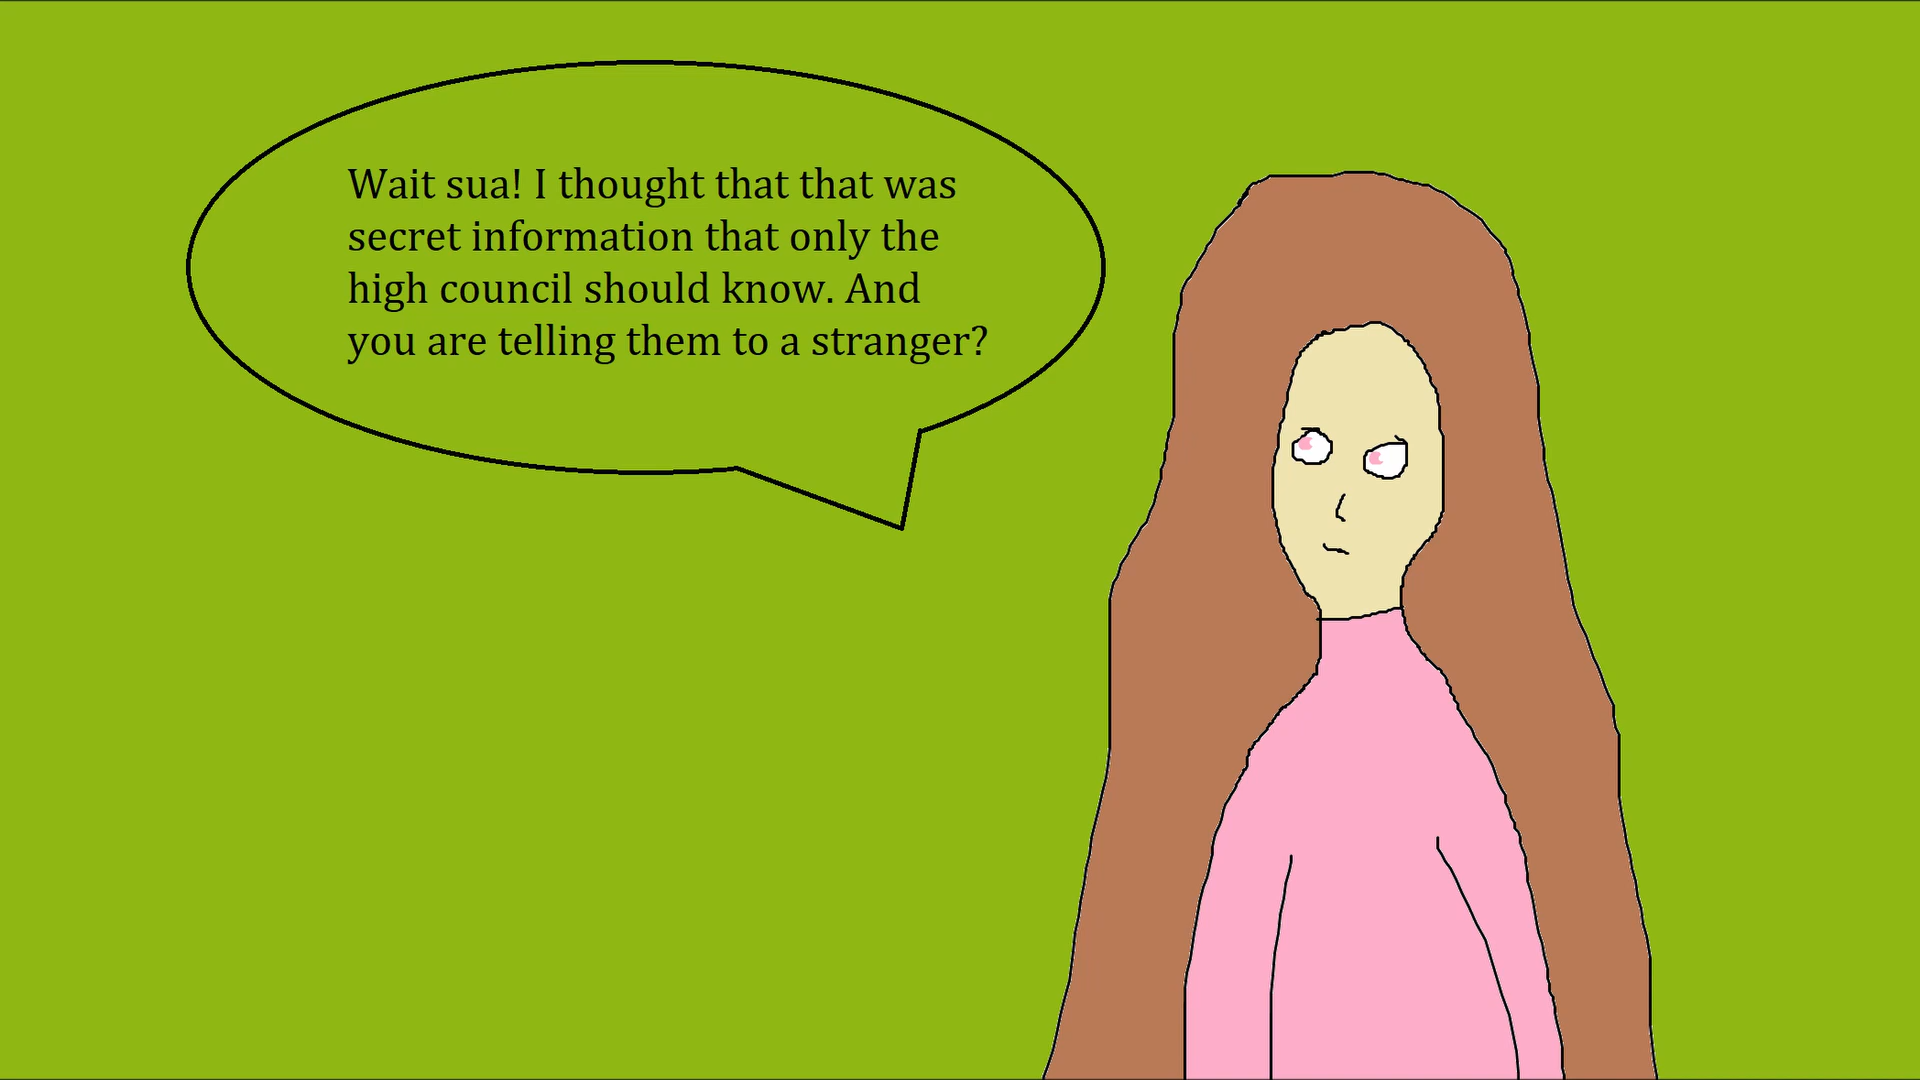 Wait sua! I thought that that was
secret information that only the
high council should know. And
you are telling them to a stranger?